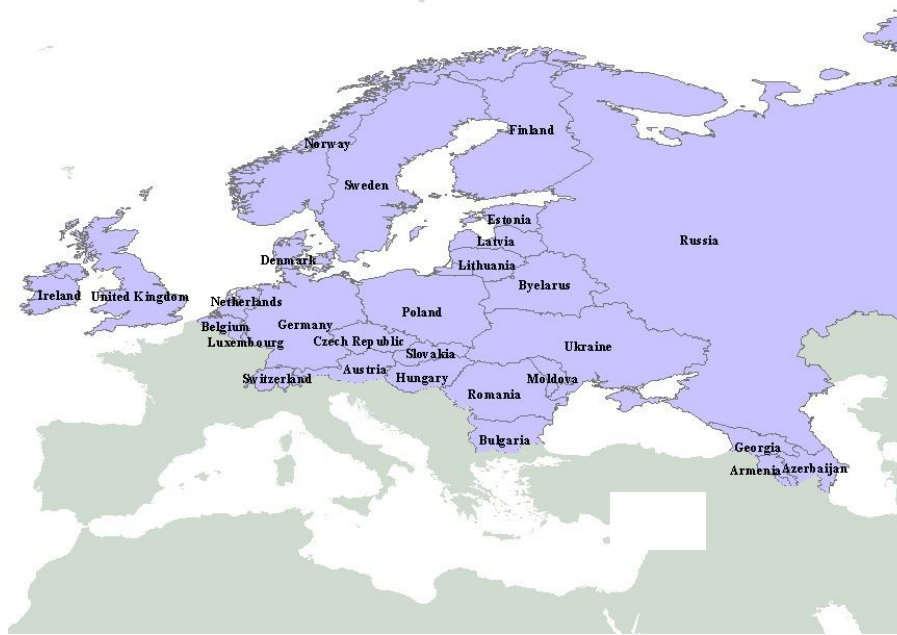 Norway
Finland
Sweden
Estonia
Russia
Latvia
Denmark
Lithuania
Byelarus
Ireland
United Kingdom
Netherlands
Poland
Belgium
Germany
Luxembourg
Czech Republic
Ukraine
Slovakia
Austria
Switzerland
Hungary
Moldova
Romania
Bulgaria
Georgia
Armenia
Azerbaijan